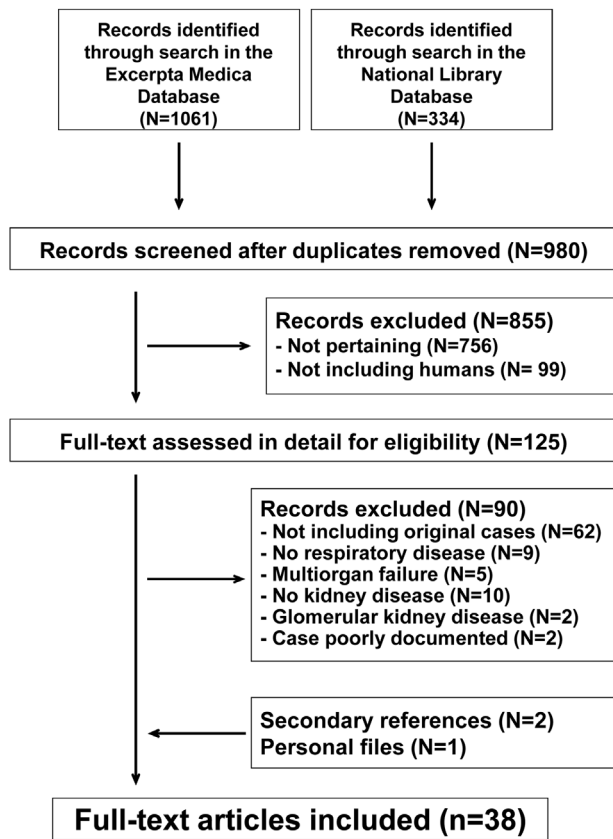 Records identified
through search in the
Excerpta Medica
Database
(N=1061)
Records identified
through search in the
National Library
Database
(N=334)
Records screened after duplicates removed (N=980)
Records excluded (N=855)
- Not pertaining (N=756)
- Not including humans (N= 99)
Full-text assessed in detail for eligibility (N=125)
Records excluded (N=90)
- Not including original cases (N=62)
- No respiratory disease (N=9)
- Multiorgan failure (N=5)
- No kidney disease (N=10)
- Glomerular kidney disease (N=2)
- Case poorly documented (N=2)
Secondary references (N=2)
Personal files (N=1)
Full-text articles included (n=38)